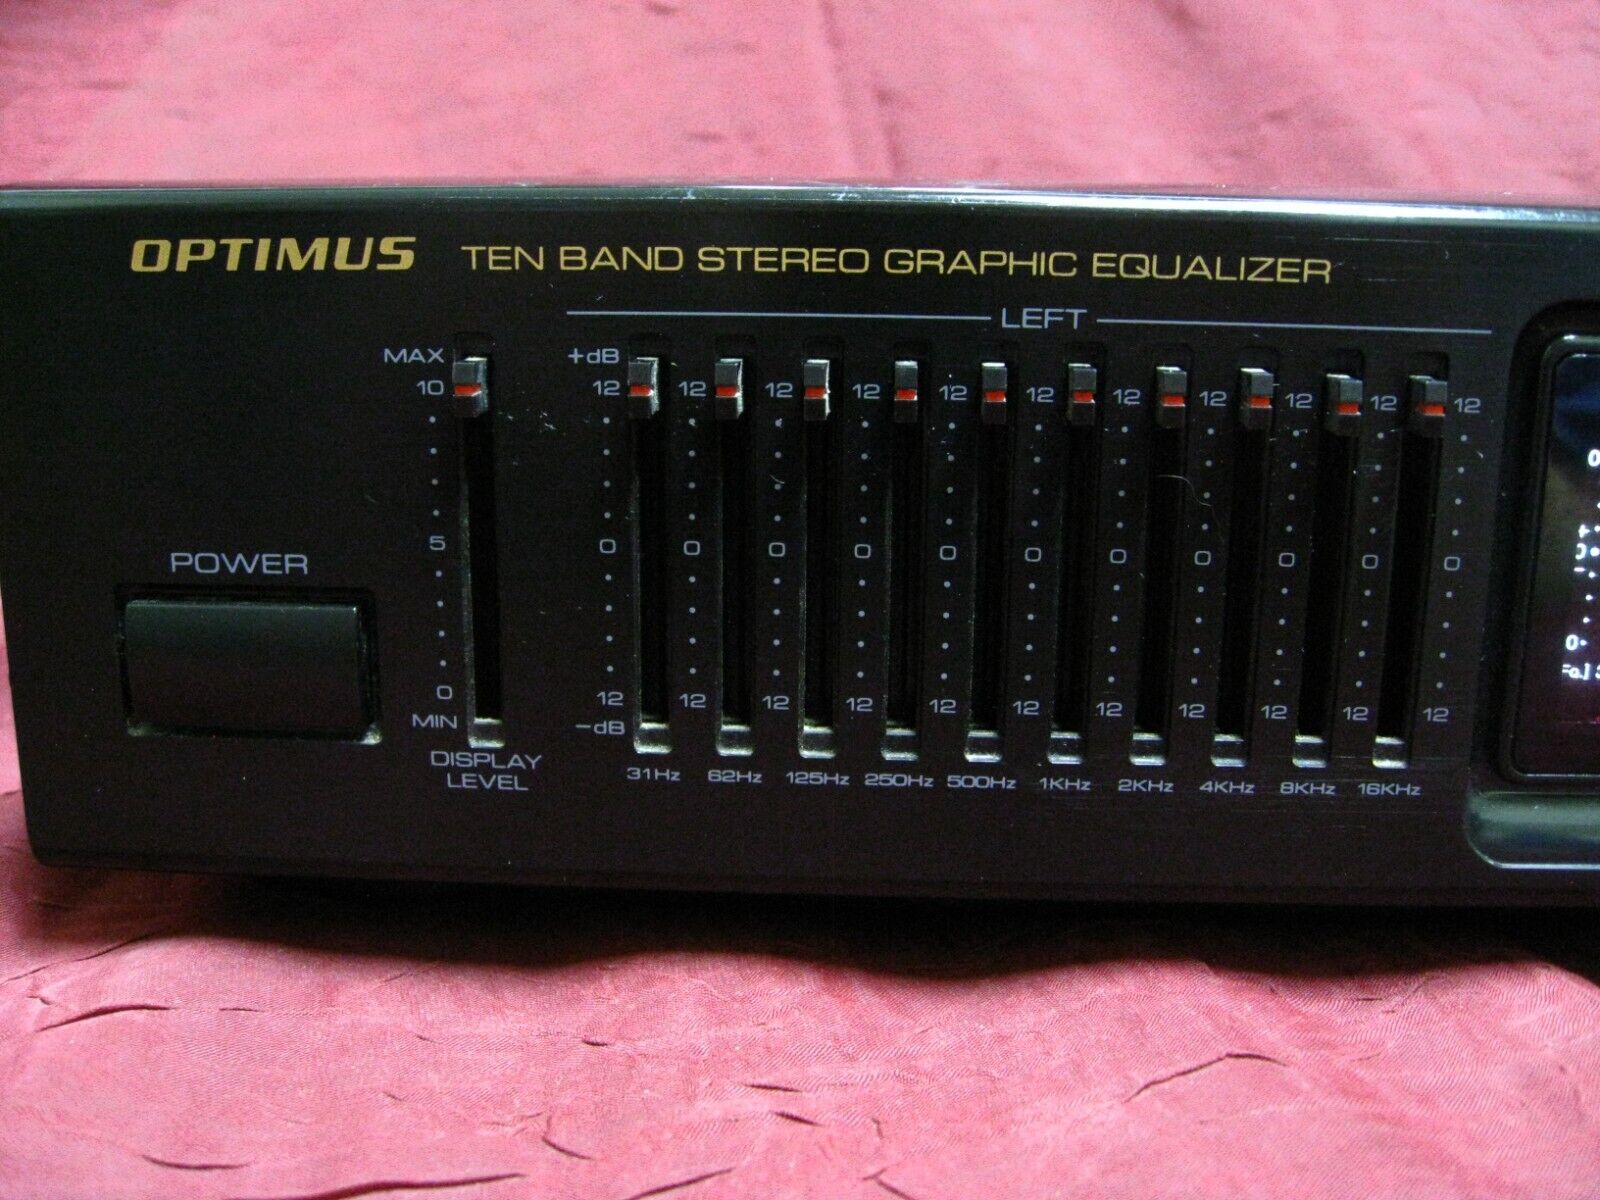 OPTIMUS TEN BAND STEREO GRAPHIC EQUALIZER
LEFT
MAX +dB
10 12 12 12 12 12 12 12 12 12 12 12
5 0 0 0 0 0 0 0 0 0 0 0
POWER
0 12 12 12 12 12 12 12 12 12 12 12
MIN -dB
DISPLAY
LEVEL
31Hz 62Hz 125Hz 250Hz 500Hz 1KHz 2KHz 4KHz 8KHz 16KHz